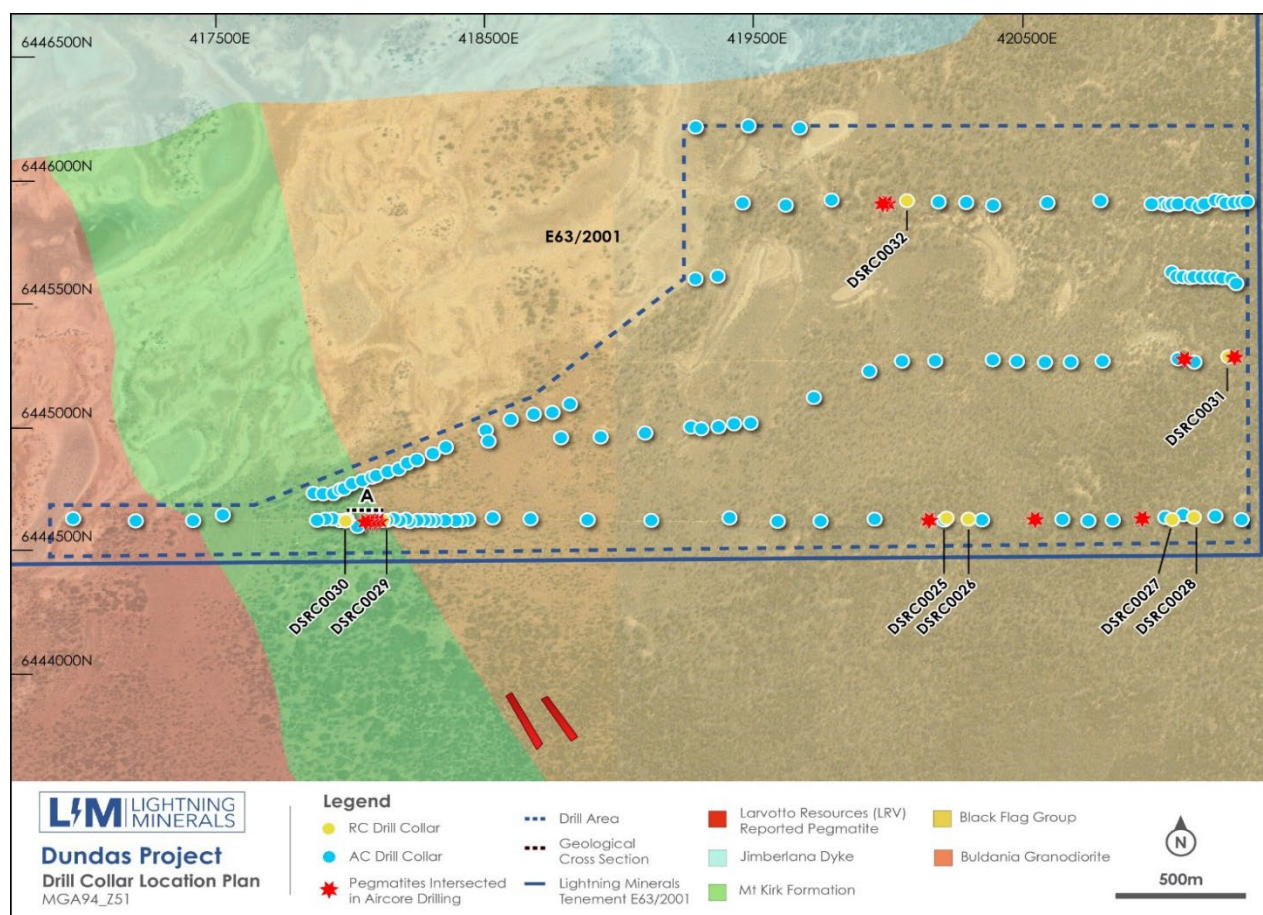 417500E
418500E
419500E
420500E
6446500N
6446000N
6445500N
6445000N
6444500N
6444000N
E63/2001
DSRC0032
DSRC0031
A
DSRC0030
DSRC0029
DSRC0025
DSRC0026
DSRC0027
DSRC0028
LM LIGHTNING
MINERALS
Dundas Project
Drill Collar Location Plan
MGA94_Z51
Legend
RC Drill Collar
AC Drill Collar
Pegmatites Intersected
in Aircore Drilling
Drill Area
Geological
Cross Section
Lightning Minerals
Tenement E63/2001
Larvotto Resources (LRV)
Reported Pegmatite
Jimberlana Dyke
Mt Kirk Formation
Black Flag Group
Buldania Granodiorite
N
500m